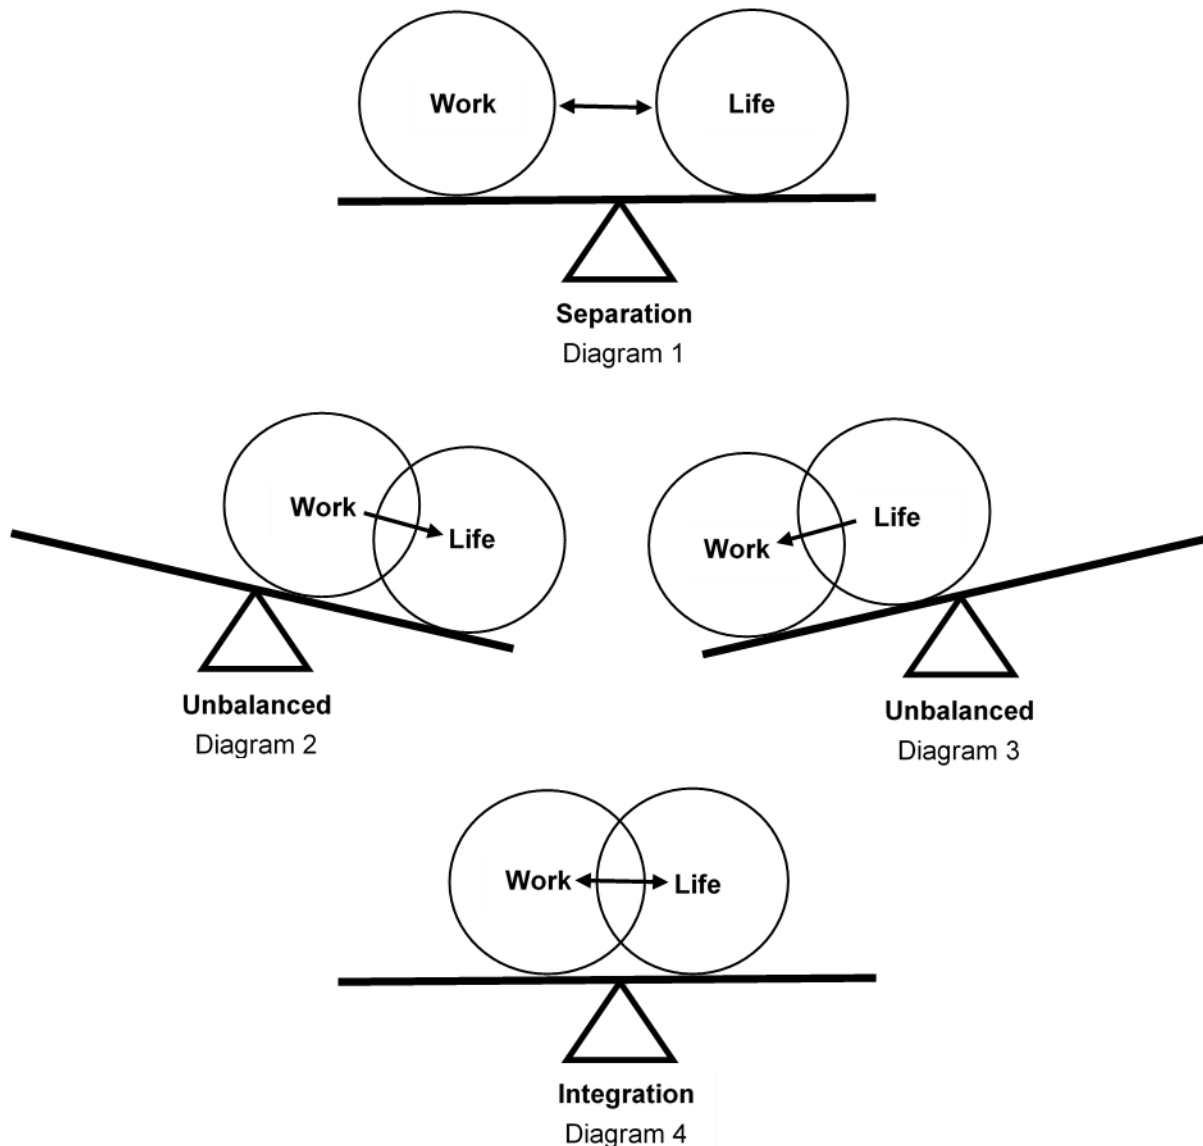 Work
Life
Separation
Diagram 1
Work
Life
Unbalanced
Diagram 2
Work
Life
Unbalanced
Diagram 3
Work
Life
Integration
Diagram 4